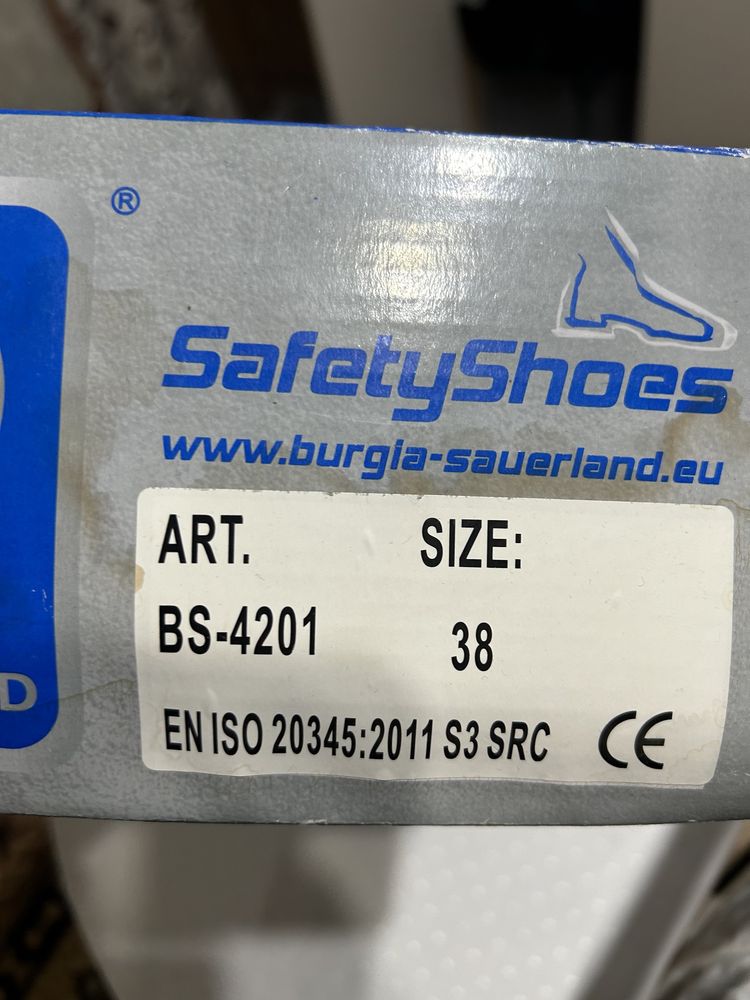 ®
SafetyShoes
www.burgia-sauerland.eu
ART. SIZE:
BS-4201 38
D
EN ISO 20345:2011 S3 SRC CE